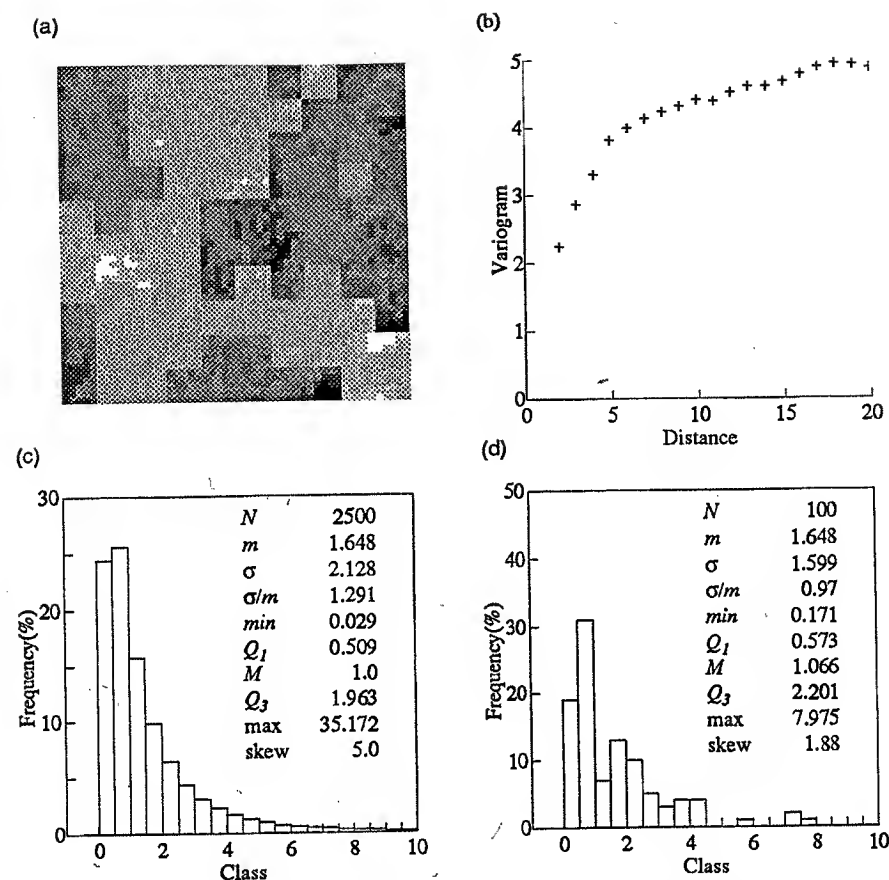 (a)
(b)
5
4
3
2
1
0
Variogram
0 5 10 15 20
Distance
(c)
30
20
10
0
Frequency(%)
N 2500
m 1.648
σ 2.128
σ/m 1.291
min 0.029
Q1 0.509
M 1.0
Q3 1.963
max 35.172
skew 5.0
0 2 4 6 8 10
Class
(d)
50
40
30
20
10
0
Frequency(%)
N 100
m 1.648
σ 1.599
σ/m 0.97
min 0.171
Q1 0.573
M 1.066
Q3 2.201
max 7.975
skew 1.88
0 2 4 6 8 10
Class